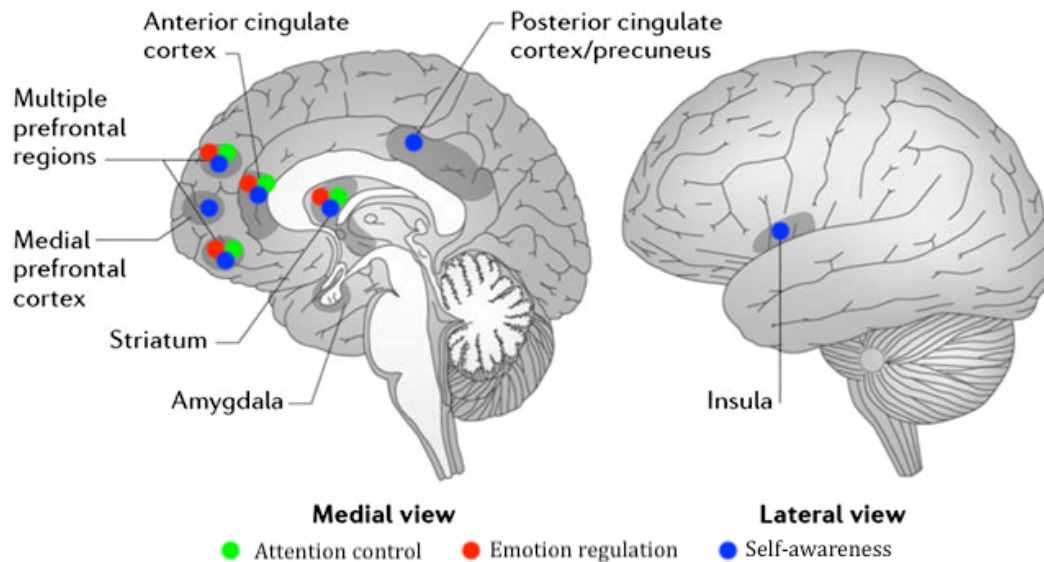 Anterior cingulate
cortex
Posterior cingulate
cortex/precuneus
Multiple
prefrontal
regions
Medial
prefrontal
cortex
Striatum
Amygdala
Insula
Medial view
Lateral view
Attention control
Emotion regulation
Self-awareness